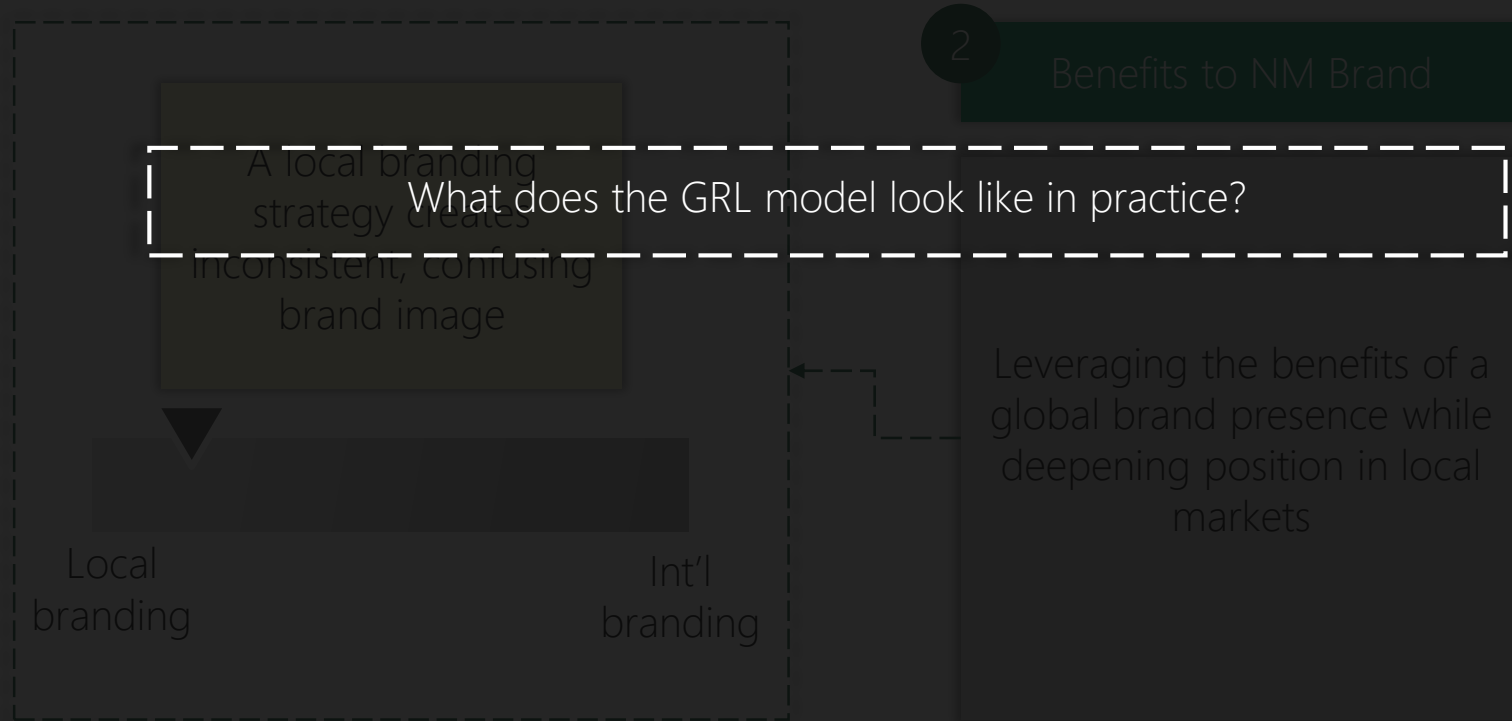 2
Benefits to NM Brand
A local branding
strategy creates
inconsistent, confusing
brand image
What does the GRL model look like in practice?
Leveraging the benefits of a
global brand presence while
deepening position in local
markets
Local
branding
Int'l
branding